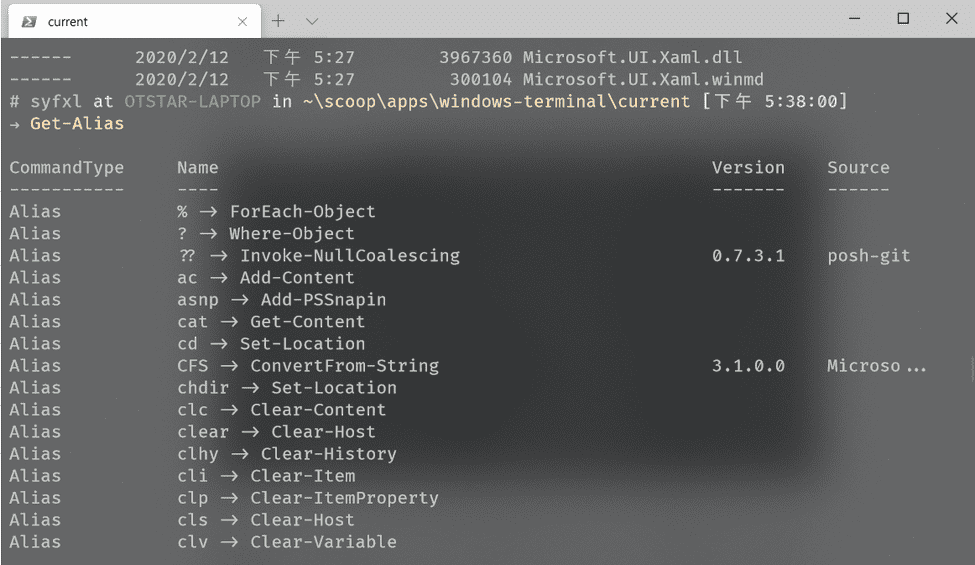 current
------ 2020/2/12 下午 5:27 3967360 Microsoft.UI.Xaml.dll
------ 2020/2/12 下午 5:27 300104 Microsoft.UI.Xaml.winmd
# syfxl at OTSTAR-LAPTOP in ~\scoop\apps\windows-terminal\current [下午 5:38:00]
→ Get-Alias
CommandType Name Version Source
----------- ---- ------- ------
Alias % -> ForEach-Object
Alias ? -> Where-Object
Alias ?? -> Invoke-NullCoalescing 0.7.3.1 posh-git
Alias ac -> Add-Content
Alias asnp -> Add-PSSnapin
Alias cat -> Get-Content
Alias cd -> Set-Location
Alias CFS -> ConvertFrom-String 3.1.0.0 Microso...
Alias chdir -> Set-Location
Alias clc -> Clear-Content
Alias clear -> Clear-Host
Alias clhy -> Clear-History
Alias cli -> Clear-Item
Alias clp -> Clear-ItemProperty
Alias cls -> Clear-Host
Alias clv -> Clear-Variable